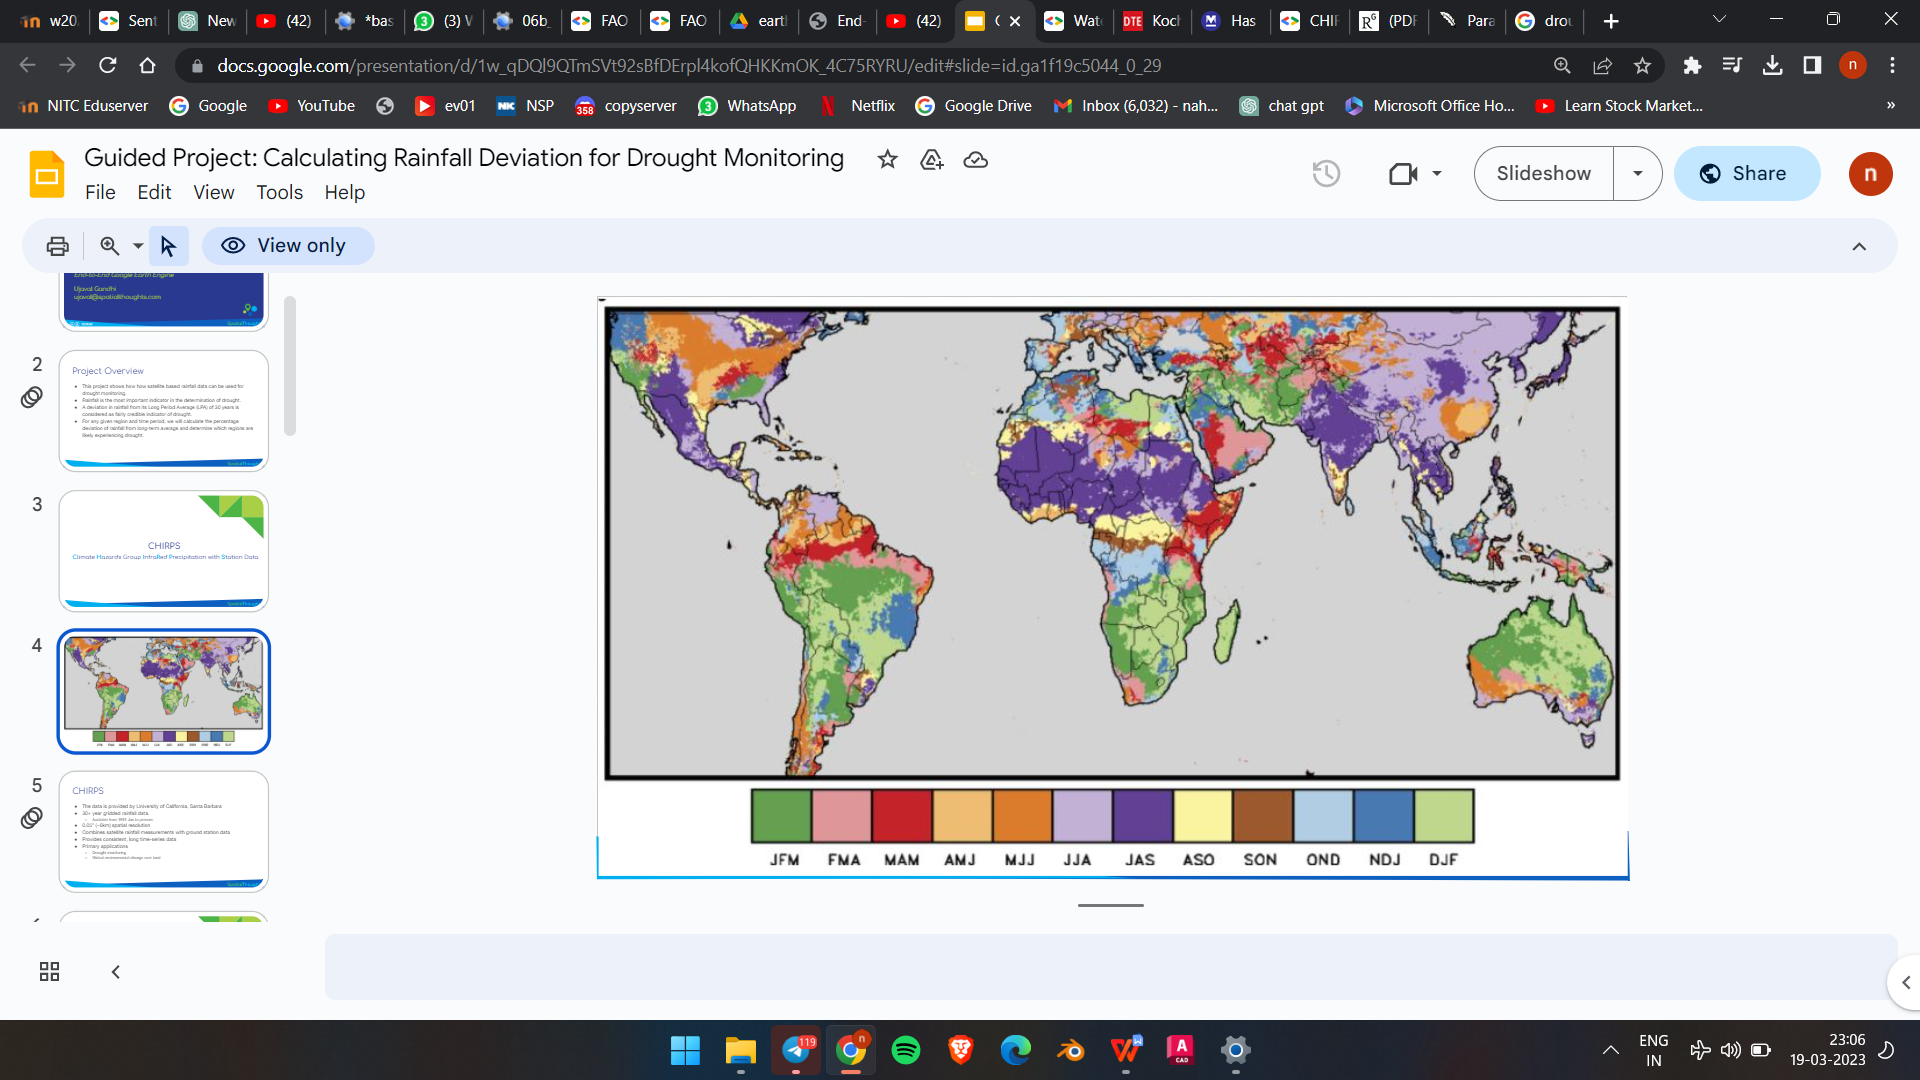 w20
Sent
New
(42)
*bas
(3) W
06b_
FAO
FAO
eart
End-
(42)
Wat
DTE
Koch
Has
CHIR
(PDF
Para
drou
docs.google.com/presentation/d/1w_qDQl9QTmSVt92sBfDErpl4kofQHKKmOK_4C75RYRU/edit#slide=id.ga1f19c5044_0_29
n
NITC Eduserver
Google
YouTube
ev01
NK
NSP
358
copyserver
3
WhatsApp
Netflix
Google Drive
Inbox (6,032) - nah...
chat gpt
Microsoft Office Ho...
Learn Stock Market...
»
Guided Project: Calculating Rainfall Deviation for Drought Monitoring
File Edit View Tools Help
Slideshow
Share
n
View only
End-to-End Google Earth Engine
Ujaval Gandhi
ujaval@spatialthoughts.com
2
Project Overview
This project shows how how satellite based rainfall data can be used for
drought monitoring.
Rainfall is the most important indicator in the determination of drought.
A deviation in rainfall from its Long Period Average (LPA) of 30 years is
considered as fairly credible indicator of drought.
For any given region and time period, we will calculate the percentage
deviation of rainfall from long-term average and determine which regions are
likely experiencing drought.
3
CHIRPS
Climate Hazards Group InfraRed Precipitation with Station Data
4
5
CHIRPS
The data is provided by University of California, Santa Barbara
30+ year gridded rainfall data.
0.01° (~5km) spatial resolution
Combines satellite rainfall measurements with ground station data
Provides consistent, long time-series data
Primary applications
Drought monitoring
JFM FMA MAM AMJ MJJ JJA JAS ASO SON OND NDJ DJF
119
n
A
CAD
ENG
IN
23:06
19-03-2023